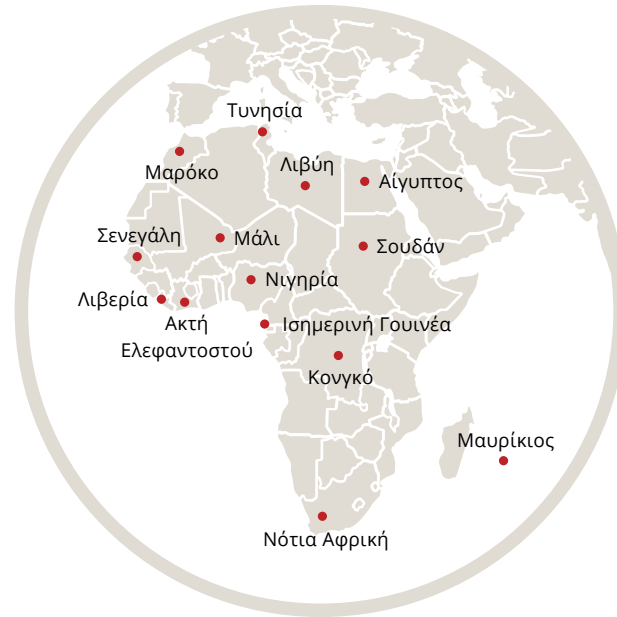 Τυνησία
Μαρόκο
Λιβύη
Αίγυπτος
Σενεγάλη
Μάλι
Σουδάν
Νιγηρία
Λιβερία
Ακτή
Ελεφαντοστού
Ισημερινή Γουινέα
Κονγκό
Μαυρίκιος
Νότια Αφρική